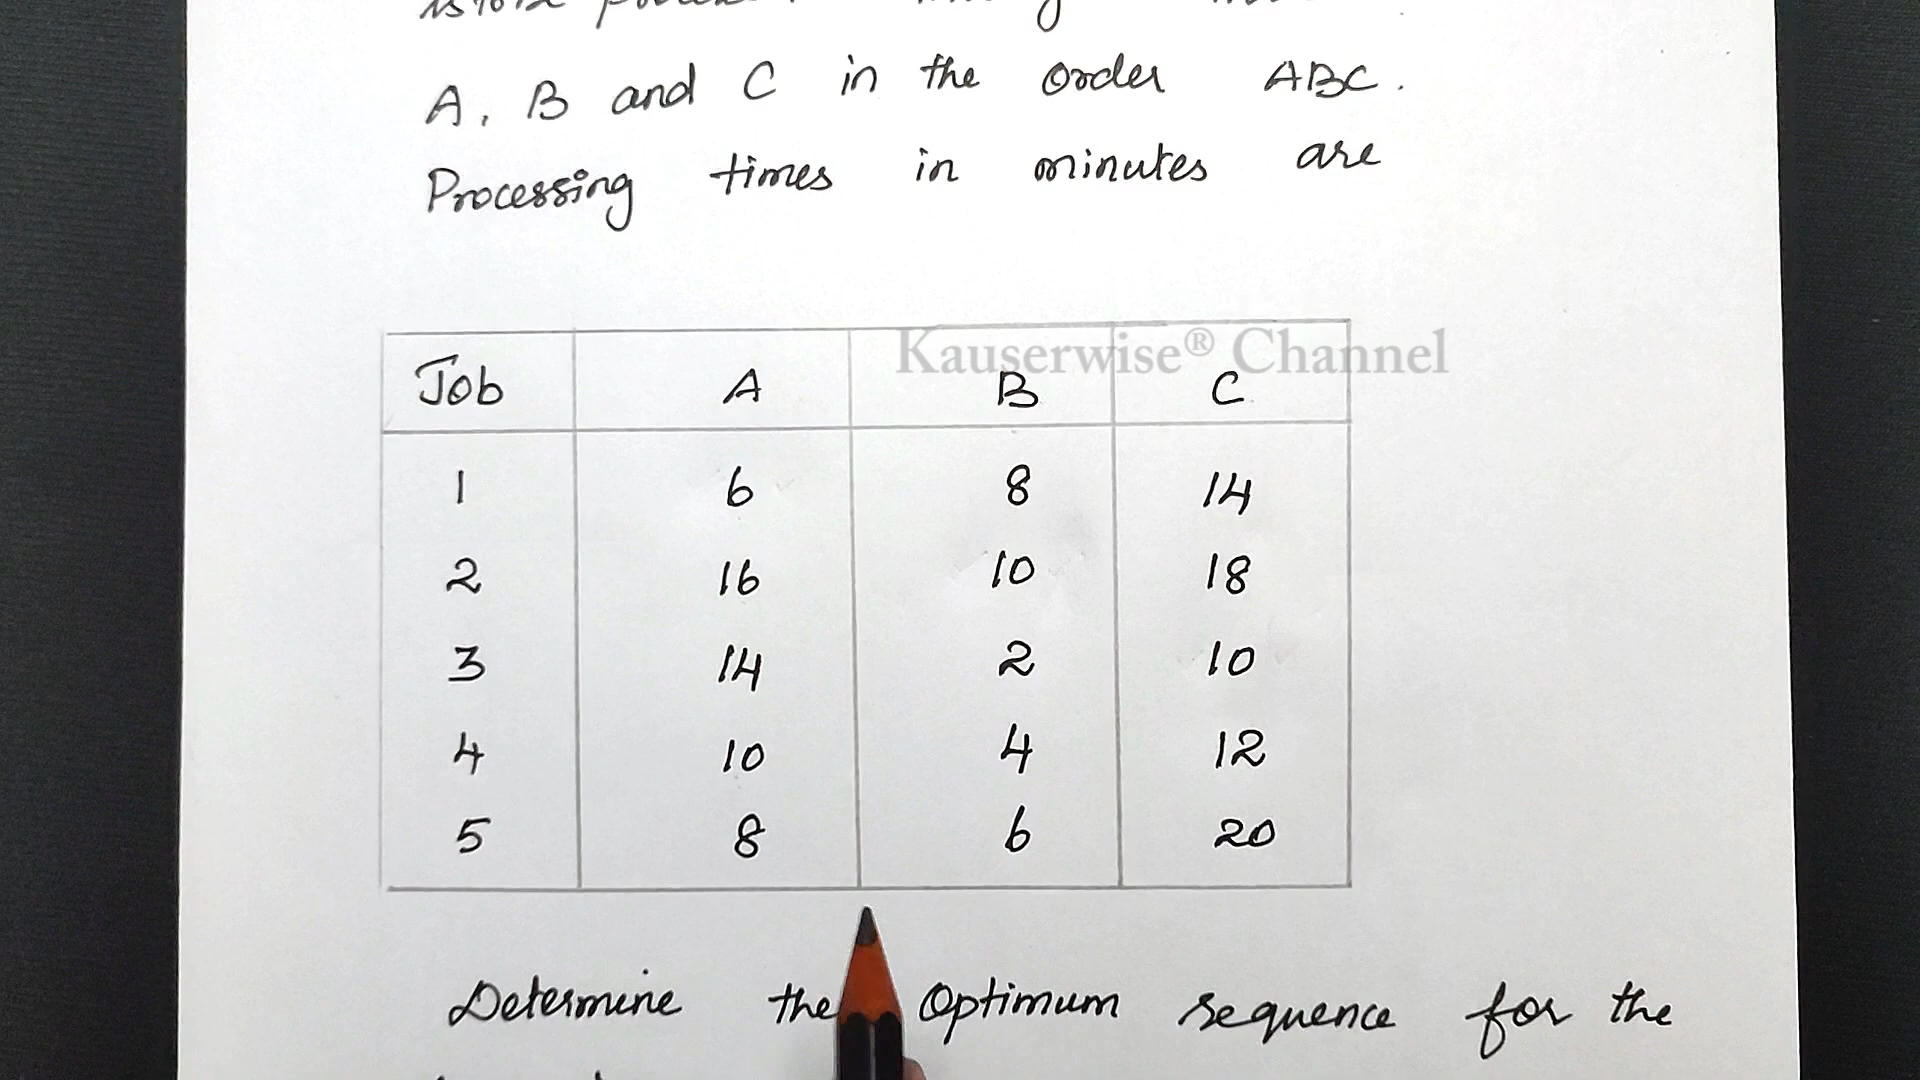 A, B and C in the order ABC.
Processing times in minutes are
Kauserwise® Channel
Job A B C
1 6 8 14
2 16 10 18
3 14 2 10
4 10 4 12
5 8 6 20
Determine the Optimum sequence for the